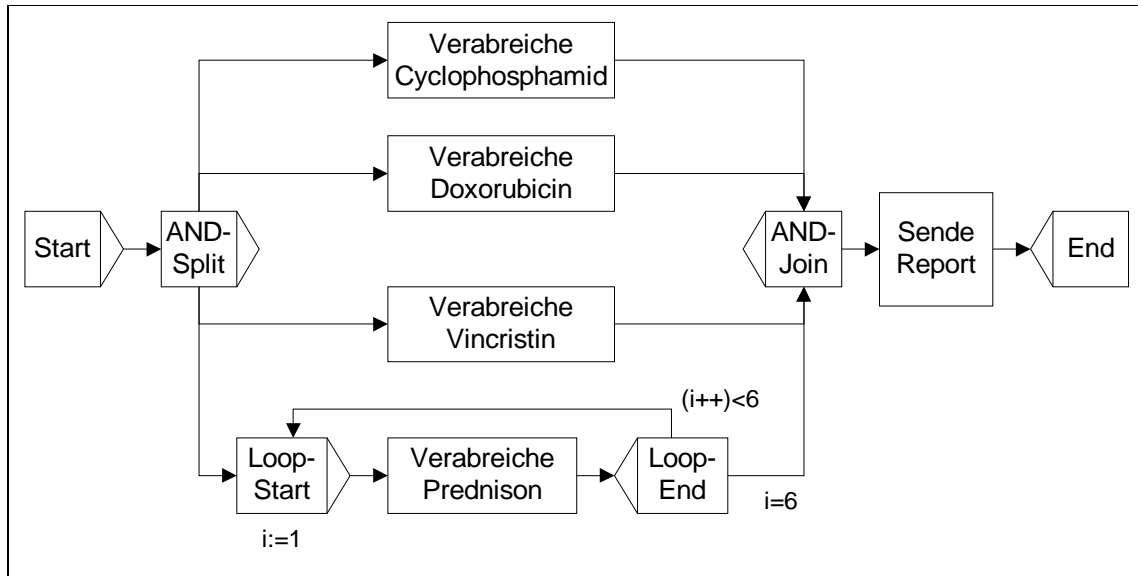 Verabreiche
Cyclophosphamid
Verabreiche
Doxorubicin
Start
AND-
Split
AND-
Join
Sende
Report
End
Verabreiche
Vincristin
(i++)<6
Loop-
Start
Verabreiche
Prednison
Loop-
End
i=6
i:=1